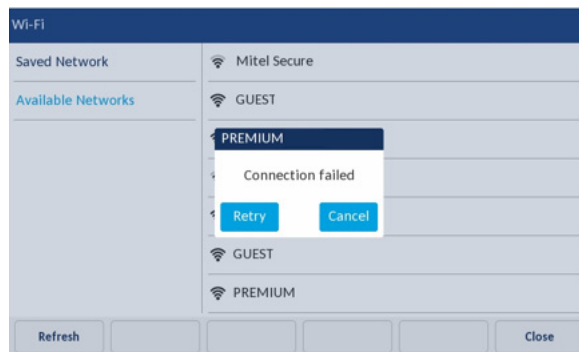 Wi-Fi
Saved Network
Mitel Secure
Available Networks
GUEST
PREMIUM
Connection failed
Retry
Cancel
GUEST
PREMIUM
Refresh
Close